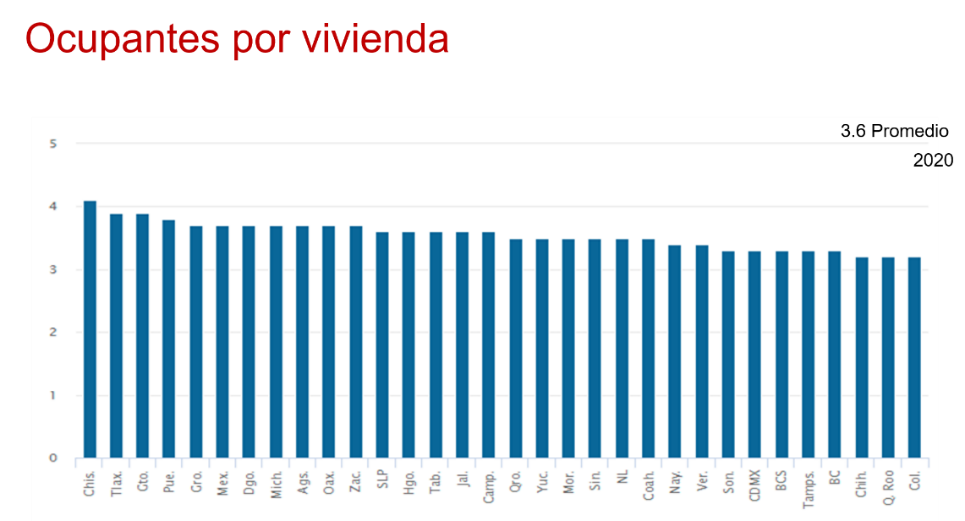 Ocupantes por vivienda
3.6 Promedio
2020
5
4
3
2
1
0
Chis.
Tlax.
Gto.
Pue.
Gro.
Mex.
Dgo.
Mich.
Ags.
Oax.
Zac.
SLP
Hgo.
Tab.
Jal.
Camp.
Qro.
Yuc.
Mor.
Sin.
NL
Coah.
Nay.
Ver.
Son.
CDMX
BCS
Tamps.
BC
Chih.
Q. Roo
Col.